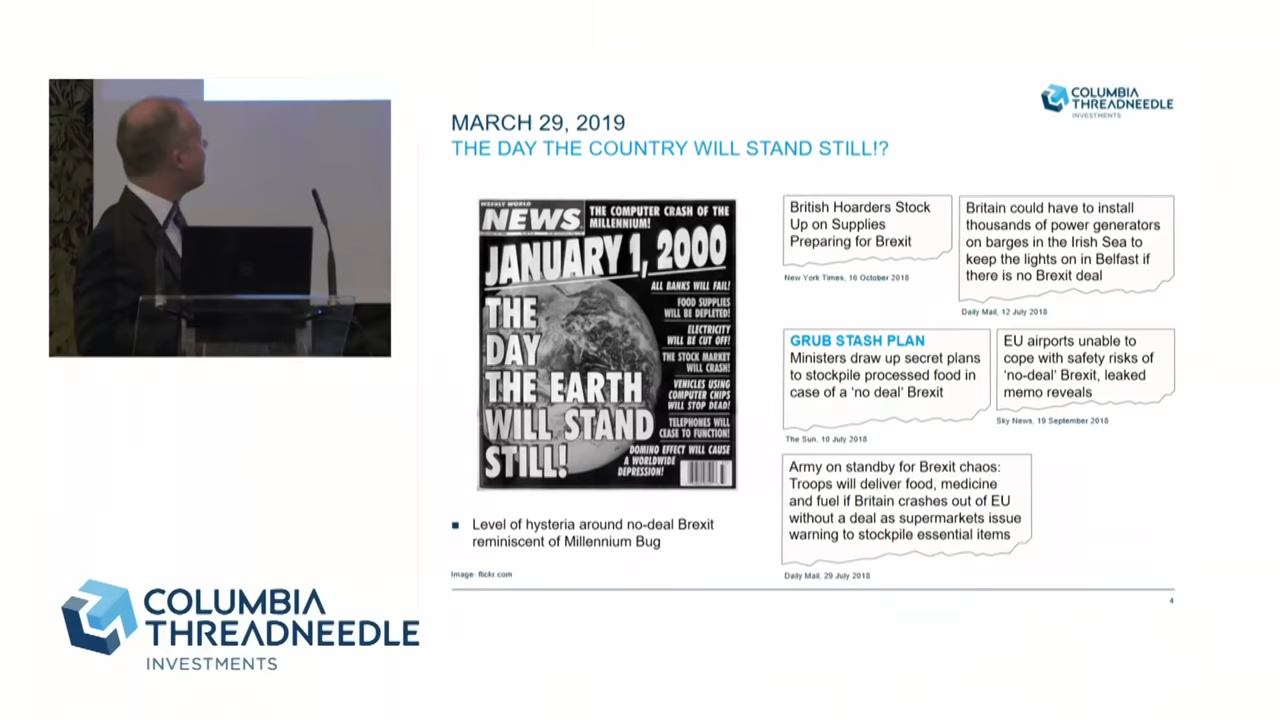 COLUMBIA
THREADNEEDLE
INVESTMENTS
MARCH 29, 2019
THE DAY THE COUNTRY WILL STAND STILL!?
WEEKLY WORLD
NEWS
THE COMPUTER CRASH OF THE
MILLENNIUM!
JANUARY 1, 2000
THE
DAY
THE EARTH
WILL STAND
STILL!
ALL BANKS WILL FAIL!
FOOD SUPPLIES
WILL BE DEPLETED!
ELECTRICITY
WILL BE CUT OFF!
THE STOCK MARKET
WILL CRASH!
VEHICLES USING
COMPUTER CHIPS
WILL STOP DEAD!
TELEPHONES WILL
CEASE TO FUNCTION!
DOMINO EFFECT WILL CAUSE
A WORLDWIDE
DEPRESSION!
Level of hysteria around no-deal Brexit
reminiscent of Millennium Bug
Image: flickr.com
British Hoarders Stock
Up on Supplies
Preparing for Brexit
New York Times, 16 October 2018
Britain could have to install
thousands of power generators
on barges in the Irish Sea to
keep the lights on in Belfast if
there is no Brexit deal
Daily Mail, 12 July 2018
GRUB STASH PLAN
Ministers draw up secret plans
to stockpile processed food in
case of a ‘no deal’ Brexit
The Sun, 10 July 2018
EU airports unable to
cope with safety risks of
‘no-deal’ Brexit, leaked
memo reveals
Sky News, 19 September 2018
Army on standby for Brexit chaos:
Troops will deliver food, medicine
and fuel if Britain crashes out of EU
without a deal as supermarkets issue
warning to stockpile essential items
Daily Mail, 29 July 2018
4
COLUMBIA
THREADNEEDLE
INVESTMENTS